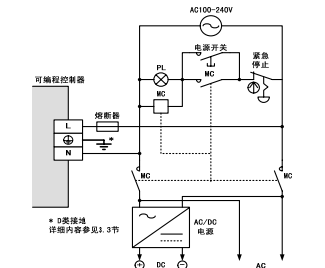 AC100-240V
电源开关
紧急
停止
PL
MC
可编程控制器
MC
熔断器
L
*
N
MC
MC
* D类接地
详细内容参见3.3节
AC/DC
电源
DC
AC